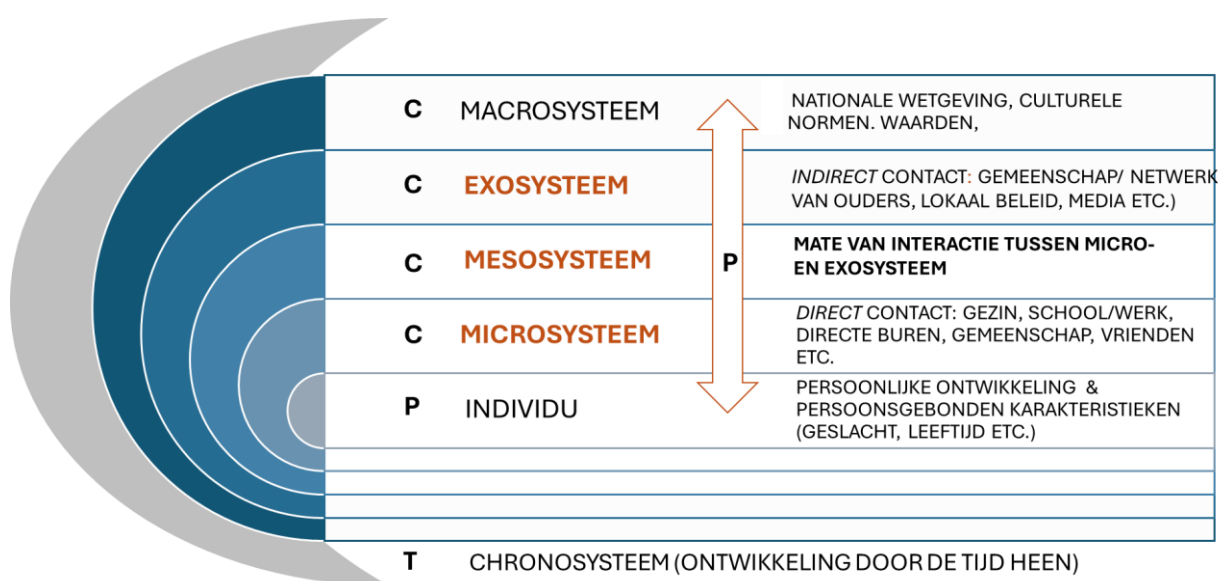 C MACROSYSTEEM NATIONALE WETGEVING, CULTURELE
NORMEN. WAARDEN,
C EXOSYSTEEM INDIRECT CONTACT: GEMEENSCHAP/ NETWERK
VAN OUDERS, LOKAAL BELEID, MEDIA ETC.)
C MESOSYSTEEM P MATE VAN INTERACTIE TUSSEN MICRO-
EN EXOSYSTEEM
C MICROSYSTEEM DIRECT CONTACT: GEZIN, SCHOOL/WERK,
DIRECTE BUREN, GEMEENSCHAP, VRIENDEN
ETC.
P INDIVIDU PERSOONLIJKE ONTWIKKELING &
PERSOONSGEBONDEN KARAKTERISTIEKEN
(GESLACHT, LEEFTIJD ETC.)
T CHRONOSYSTEEM (ONTWIKKELING DOOR DE TIJD HEEN)